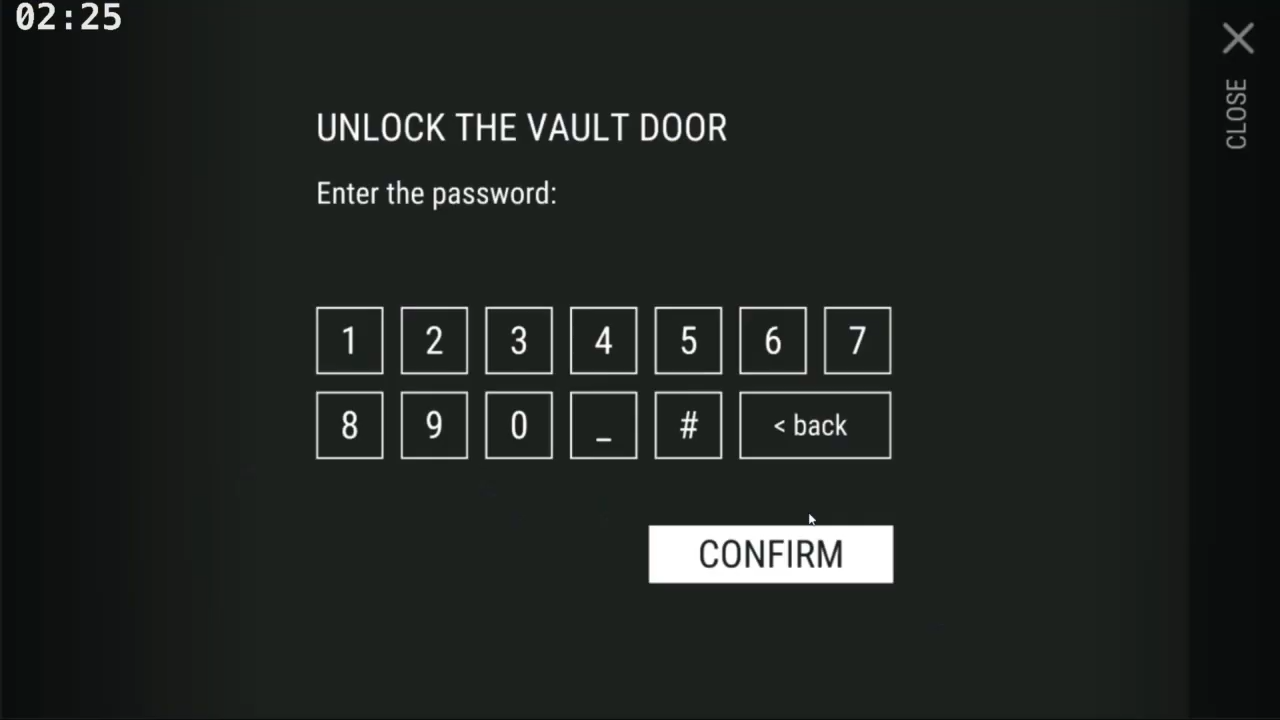 02:25
CLOSE
UNLOCK THE VAULT DOOR
Enter the password:
1 2 3 4 5 6 7
8 9 0 _ # < back
CONFIRM